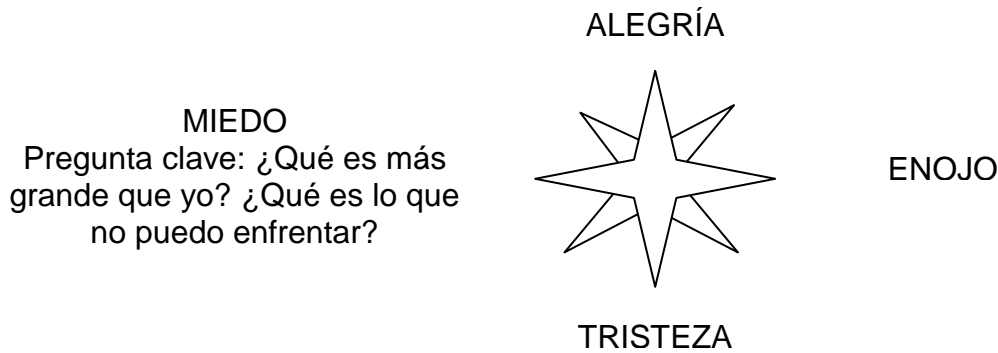 ALEGRÍA
MIEDO
Pregunta clave: ¿Qué es más
grande que yo? ¿Qué es lo que
no puedo enfrentar?
ENOJO
TRISTEZA